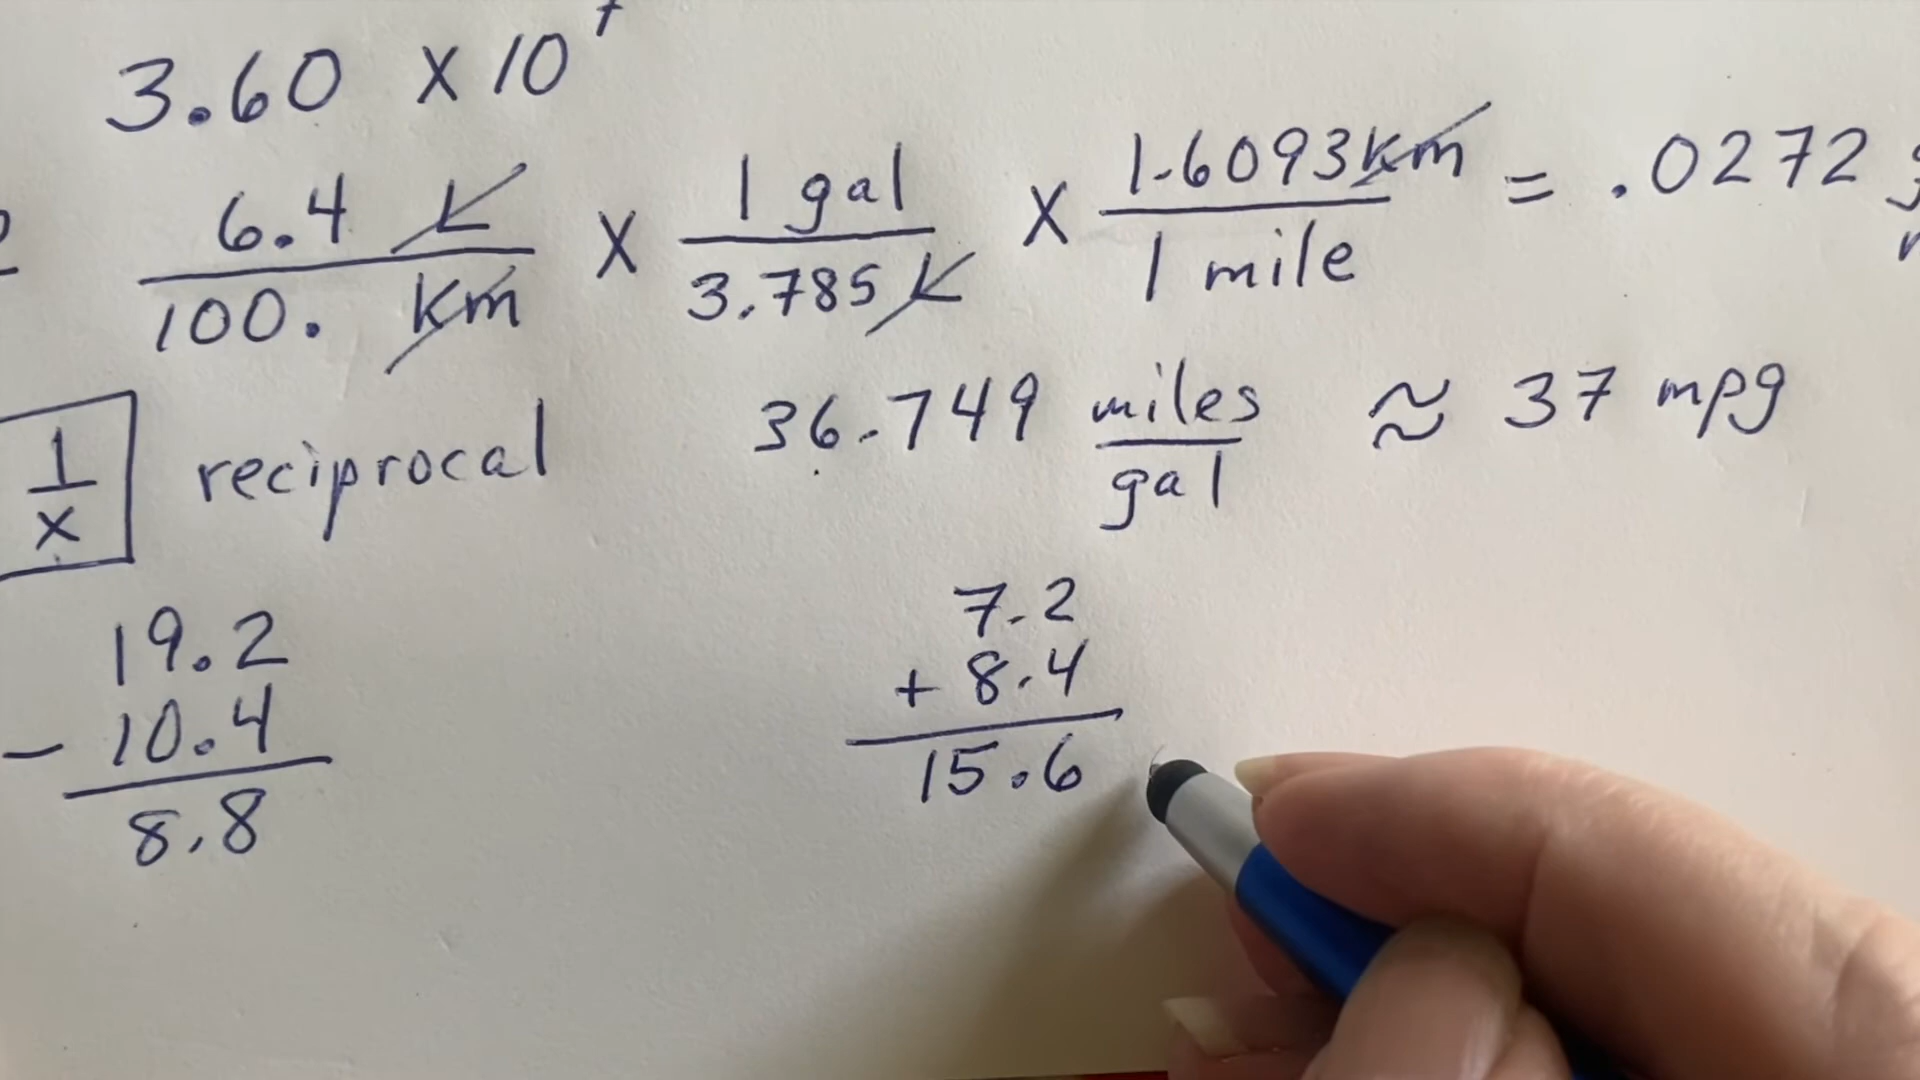 3.60 X 10
6.4 L / 100. km X 1 gal / 3.785 L X 1.6093 km / 1 mile = .0272
1/x reciprocal
36.749 miles/gal ≈ 37 mpg
19.2
- 10.4
8.8
7.2
+ 8.4
15.6